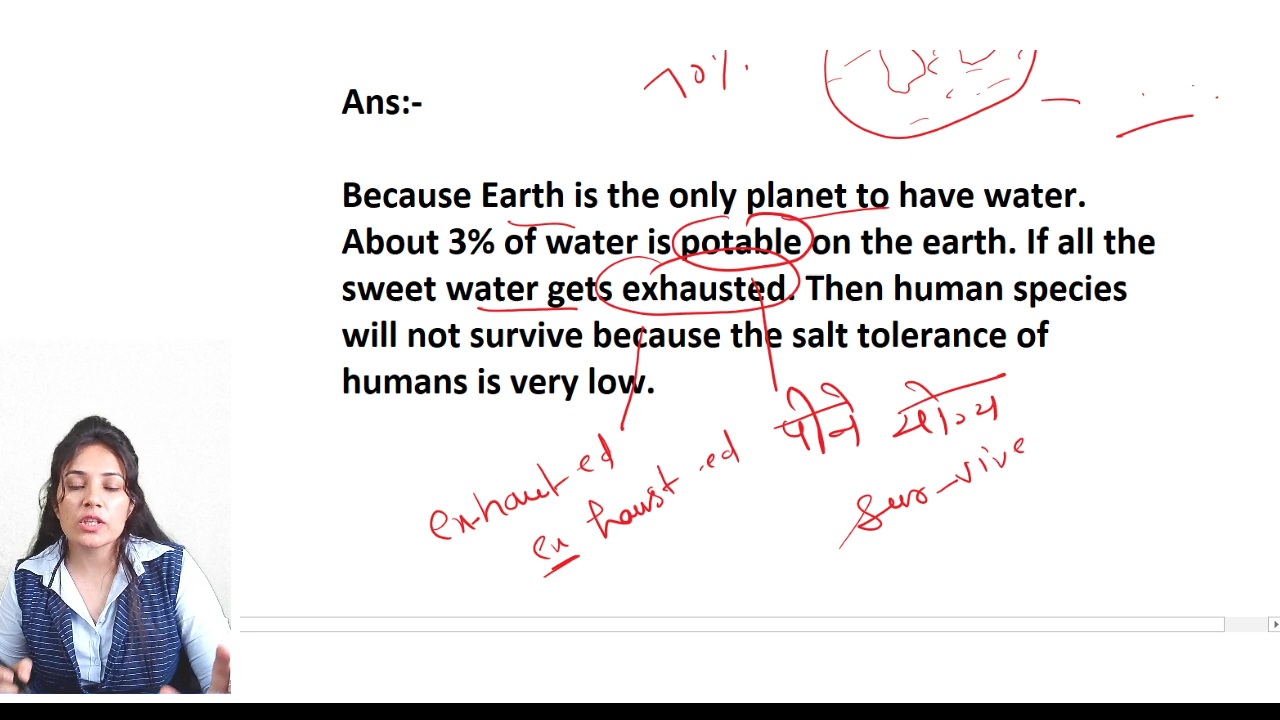 70%
Ans:-
Because Earth is the only planet to have water.
About 3% of water is potable on the earth. If all the
sweet water gets exhausted. Then human species
will not survive because the salt tolerance of
humans is very low.
पीने योग्य
exhaut ed
ex haust ed
sur-vive